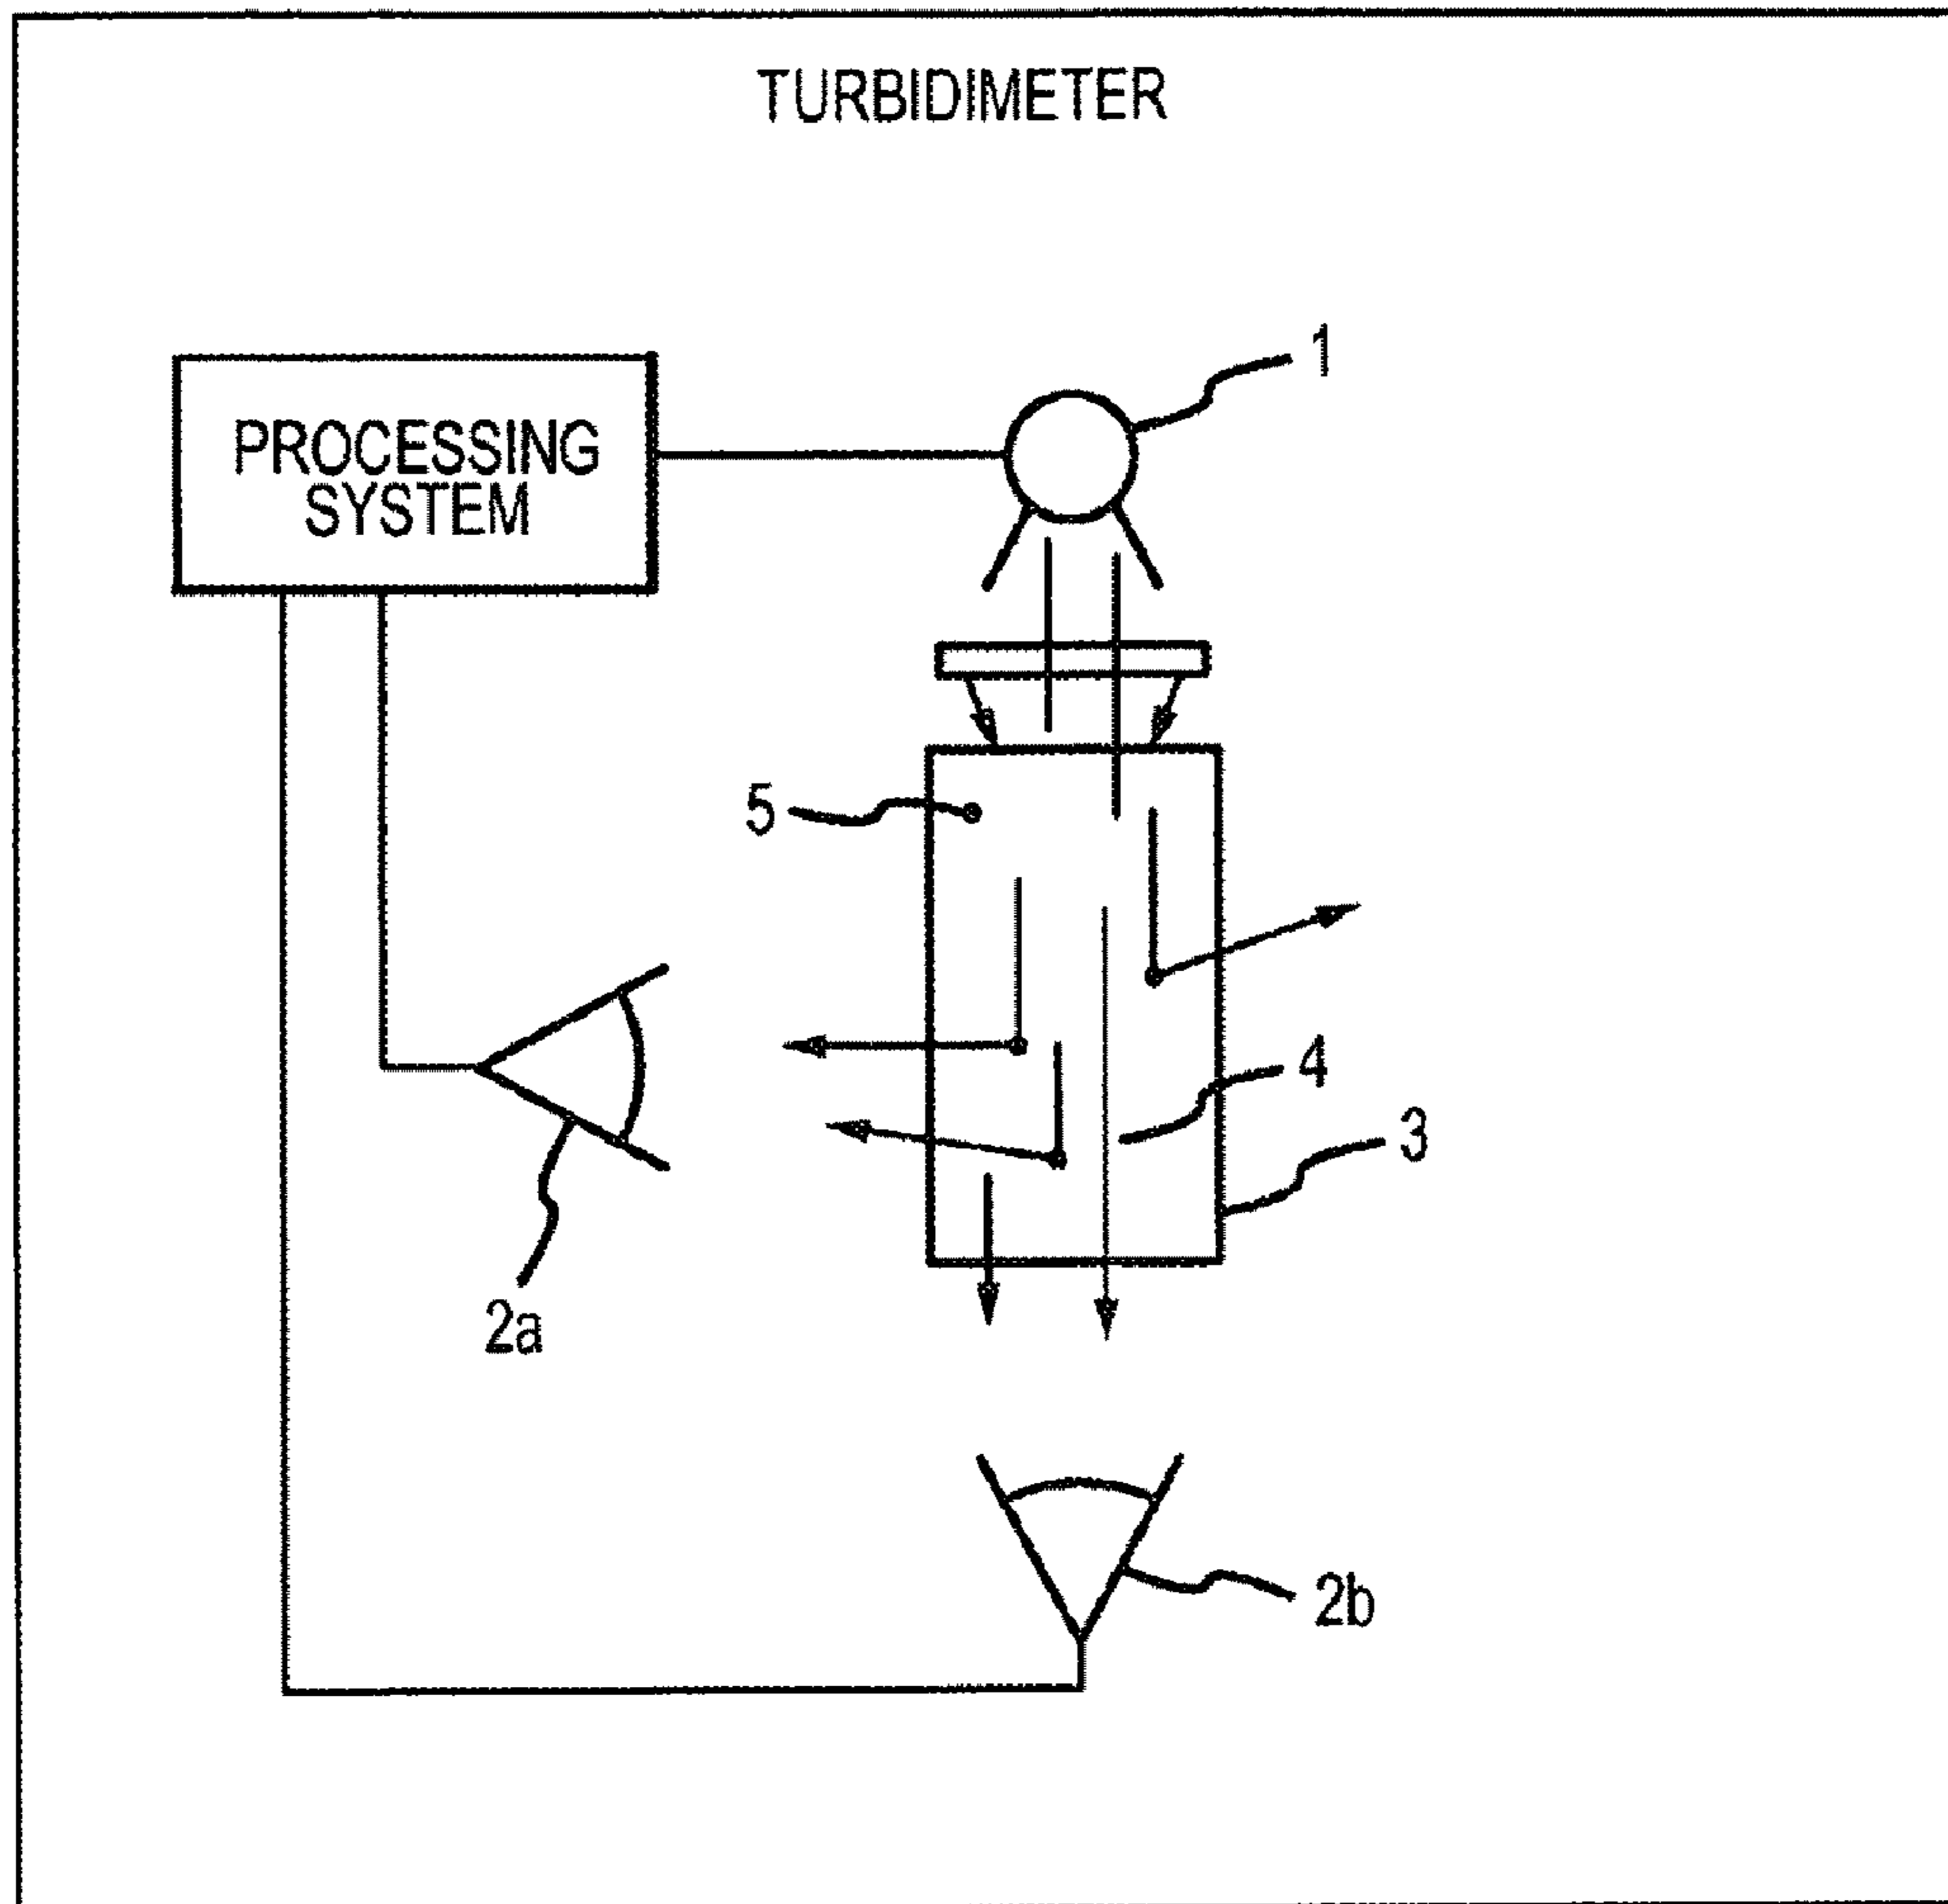 TURBIDIMETER
1
PROCESSING
SYSTEM
5
4
3
2a
2b